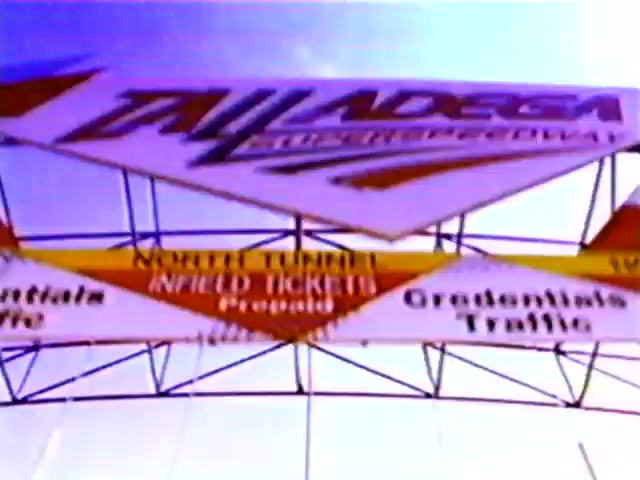 TALLADEGA
SUPERSPEEDWAY
NORTH TUNNEL
INFIELD TICKETS
Prepaid
Credentials
Traffic